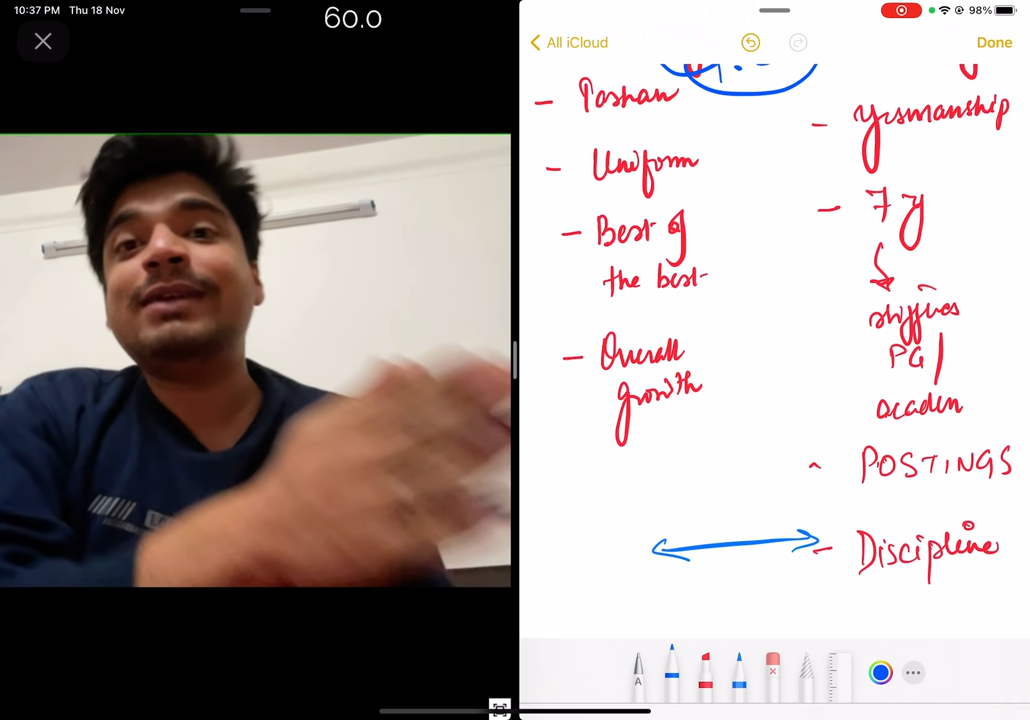 10:37 PM Thu 18 Nov
60.0
98%
All iCloud
Done
- Poshan
- Uniform
- Best of
the best-
- Overall
growth
- Yesmanship
- 7 y
PG /
academ
- POSTINGS
- Discipline
A